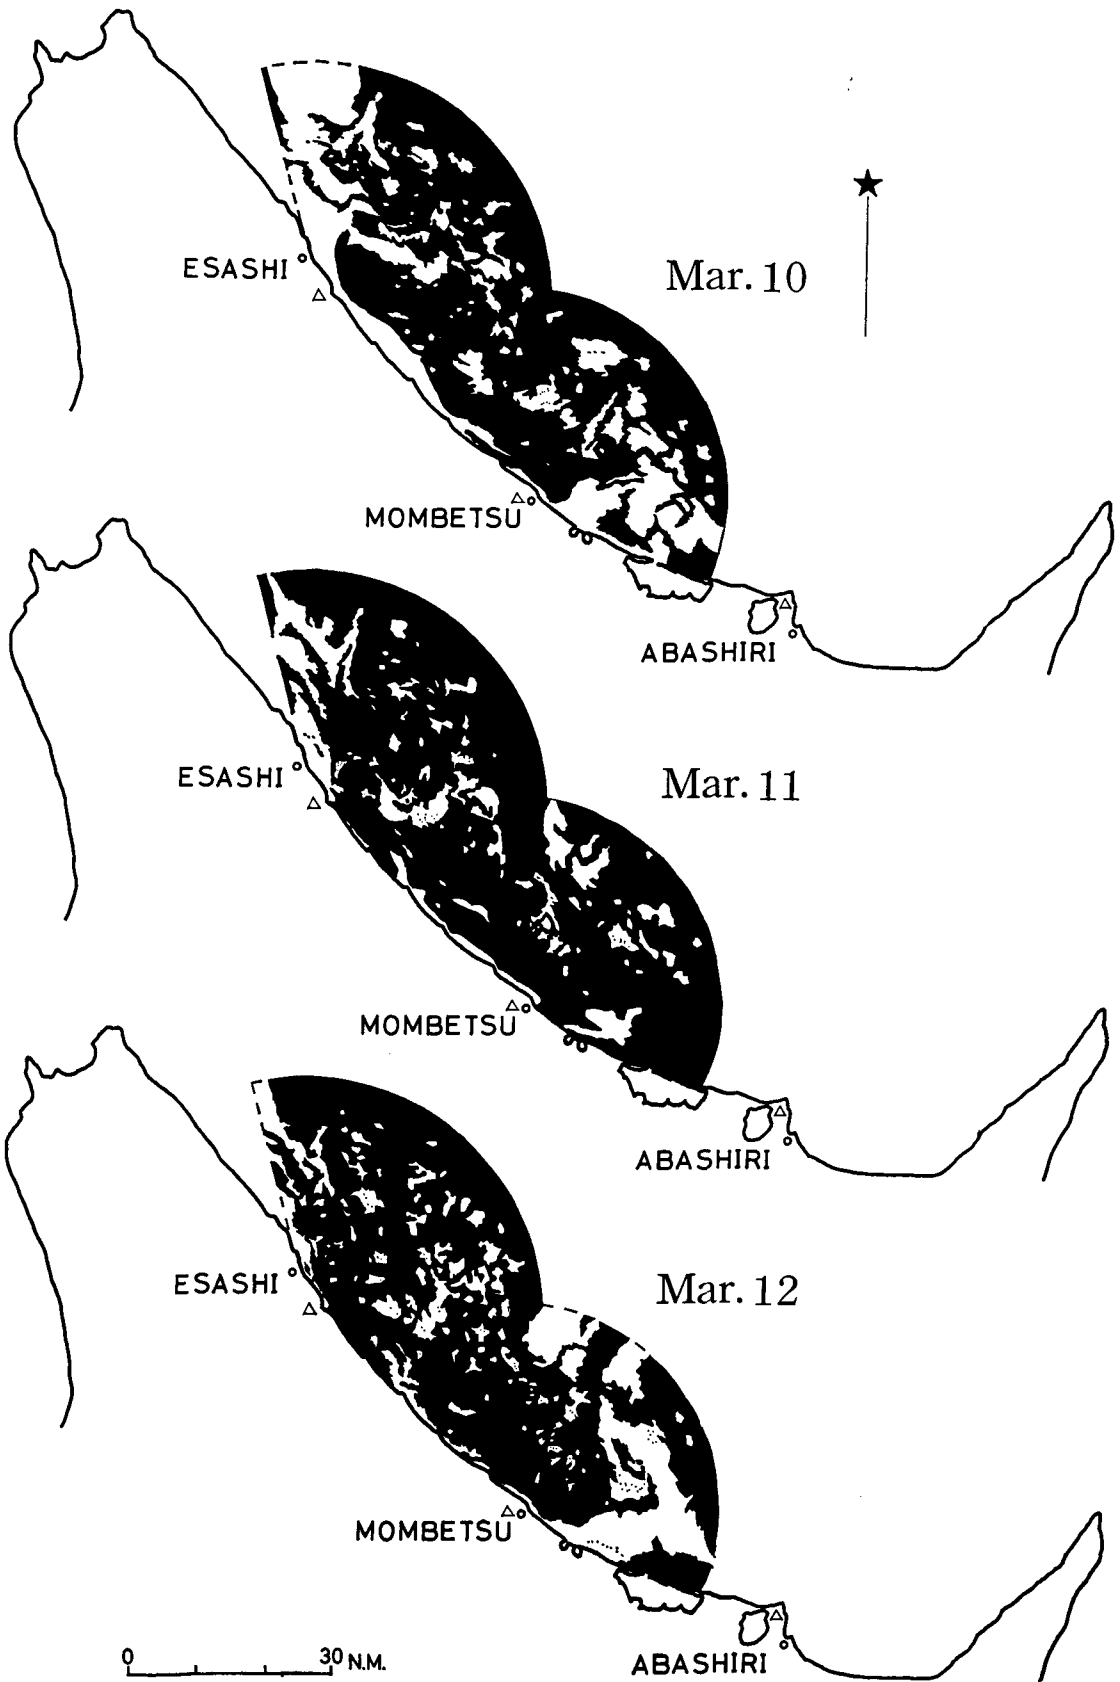 ESASHI
Mar. 10
MOMBETSU
ABASHIRI
ESASHI
Mar. 11
MOMBETSU
ABASHIRI
ESASHI
Mar. 12
MOMBETSU
ABASHIRI
0 30 N.M.